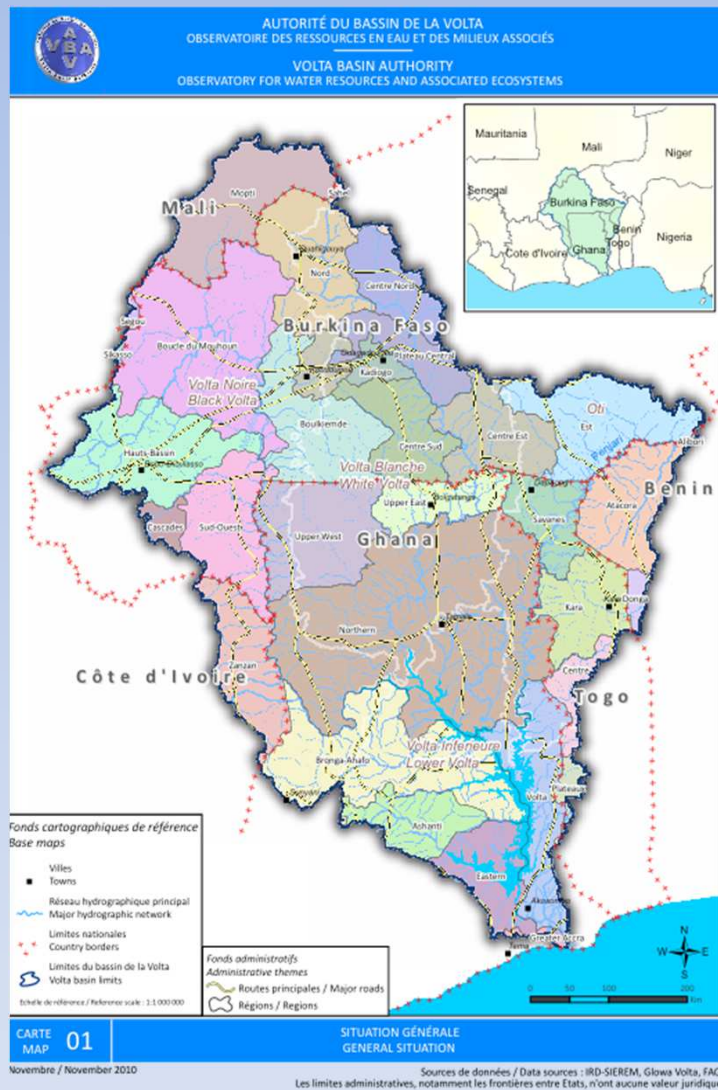 AUTORITÉ DU BASSIN DE LA VOLTA
OBSERVATOIRE DES RESSOURCES EN EAU ET DES MILIEUX ASSOCIÉS
VOLTA BASIN AUTHORITY
OBSERVATORY FOR WATER RESOURCES AND ASSOCIATED ECOSYSTEMS
Mauritania
Mali
Niger
Senegal
Burkina Faso
Benin
Togo
Cote d'Ivoire
Ghana
Nigeria
Mopti
Sahel
Mali
Ouahigouya
Nord
Centre Nord
Segou
Burkina Faso
Sikasso
Boucle du Mouhoun
Plateau Central
Kadiogo
Volta Noire
Black Volta
Oti
Est
Boulkiemde
Centre Sud
Centre Est
Penjari
Alibori
Hauts-Bassin
Volta Blanche
White Volta
Benin
Upper East
Savanes
Atacora
Cascades
Sud-Ouest
Upper West
Ghana
Kara
Donga
Northern
Zanzan
Centre
Côte d'Ivoire
Togo
Volta Inferieure
Lower Volta
Brong-Ahafo
Plateaux
Volta
Sunyani
Ashanti
Eastern
Akosombo
Greater Accra
Tema
Fonds cartographiques de référence
Base maps
Villes
Towns
Réseau hydrographique principal
Major hydrographic network
Limites nationales
Country borders
Limites du bassin de la Volta
Volta basin limits
Echelle de référence / Reference scale : 1:1 000 000
Fonds administratifs
Administrative themes
Routes principales / Major roads
Régions / Regions
N
W E
S
0 50 100 200
Km
CARTE
MAP 01
SITUATION GÉNÉRALE
GENERAL SITUATION
Novembre / November 2010
Sources de données / Data sources : IRD-SIEREM, Glowa Volta, FAO
Les limites administratives, notamment les frontières entre Etats, n'ont aucune valeur juridique